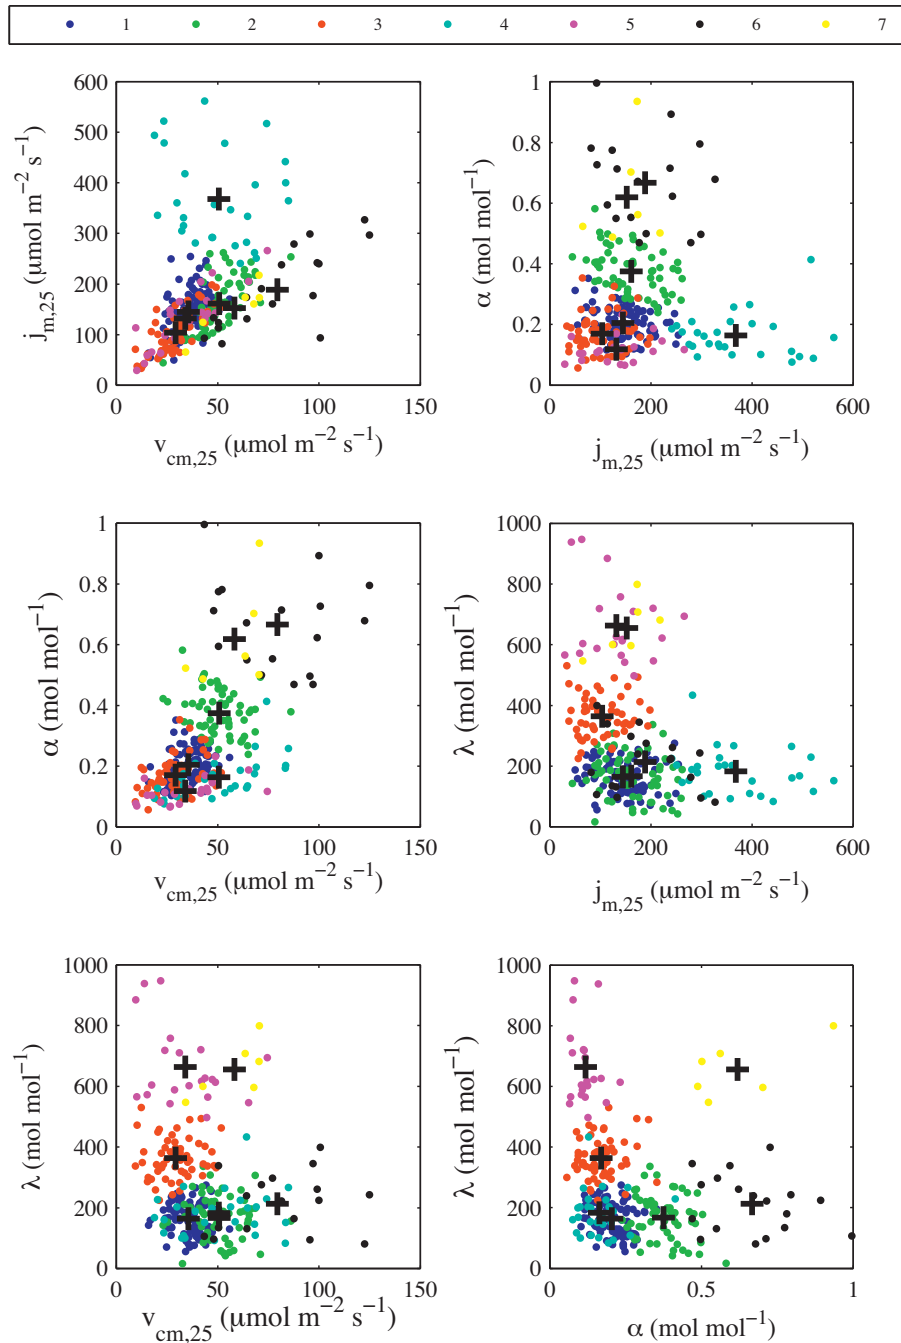 1 2 3 4 5 6 7
600
500
400
300
200
100
0
j_m,25 (μmol m⁻² s⁻¹)
0 50 100 150
v_cm,25 (μmol m⁻² s⁻¹)
1
0.8
0.6
0.4
0.2
0
α (mol mol⁻¹)
0 200 400 600
j_m,25 (μmol m⁻² s⁻¹)
1
0.8
0.6
0.4
0.2
0
α (mol mol⁻¹)
0 50 100 150
v_cm,25 (μmol m⁻² s⁻¹)
1000
800
600
400
200
0
λ (mol mol⁻¹)
0 200 400 600
j_m,25 (μmol m⁻² s⁻¹)
1000
800
600
400
200
0
λ (mol mol⁻¹)
0 50 100 150
v_cm,25 (μmol m⁻² s⁻¹)
1000
800
600
400
200
0
λ (mol mol⁻¹)
0 0.5 1
α (mol mol⁻¹)